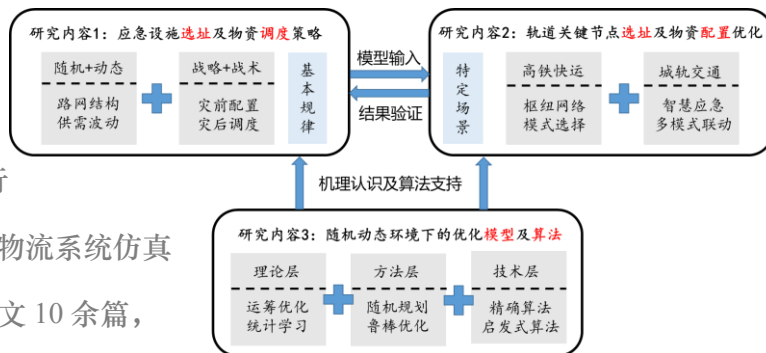 研究内容1：应急设施选址及物资调度策略
随机+动态
路网结构
供需波动
战略+战术
灾前配置
灾后调度
基本规律
模型输入
结果验证
研究内容2：轨道关键节点选址及物资配置优化
特定场景
高铁快运
枢纽网络
模式选择
城轨交通
智慧应急
多模式联动
机理认识及算法支持
研究内容3：随机动态环境下的优化模型及算法
理论层
运筹优化
统计学习
方法层
随机规划
鲁棒优化
技术层
精确算法
启发式算法
物流系统仿真
文 10 余篇，